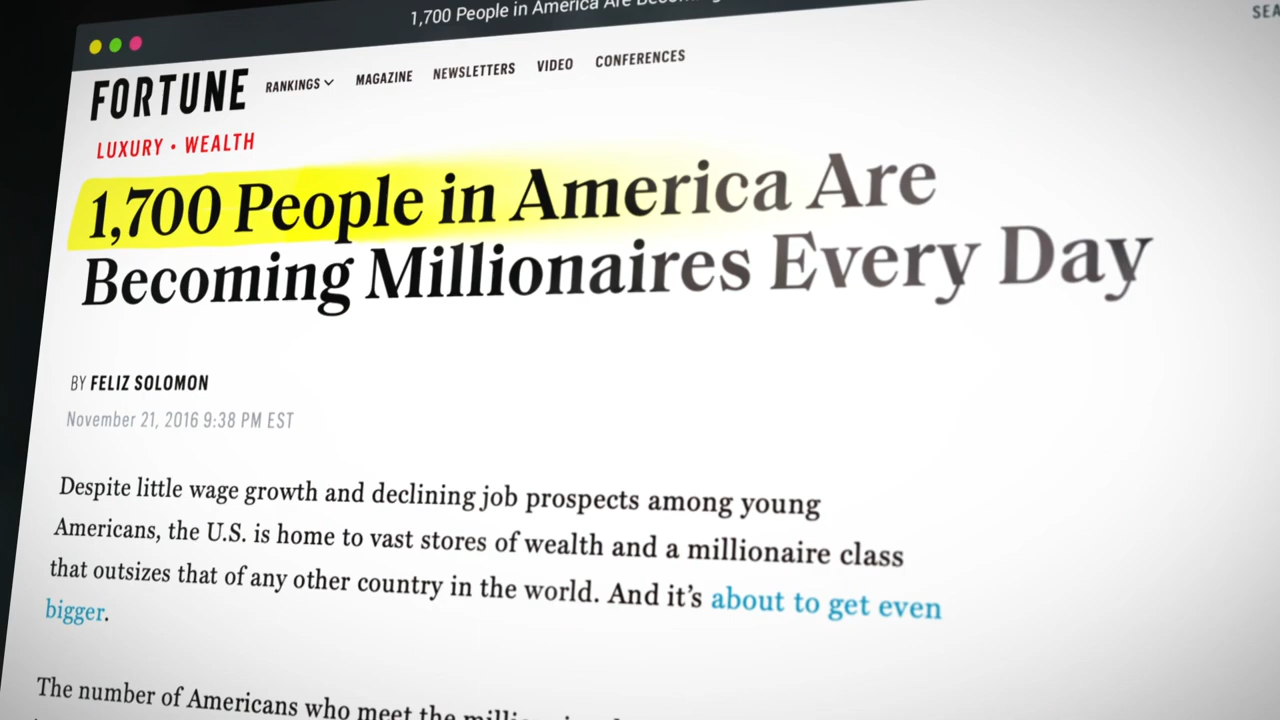 1,700 People in America Are
FORTUNE RANKINGS MAGAZINE NEWSLETTERS VIDEO CONFERENCES
LUXURY • WEALTH
1,700 People in America Are
Becoming Millionaires Every Day
BY FELIZ SOLOMON
November 21, 2016 9:38 PM EST
Despite little wage growth and declining job prospects among young
Americans, the U.S. is home to vast stores of wealth and a millionaire class
that outsizes that of any other country in the world. And it’s about to get even
bigger.
The number of Americans who meet the